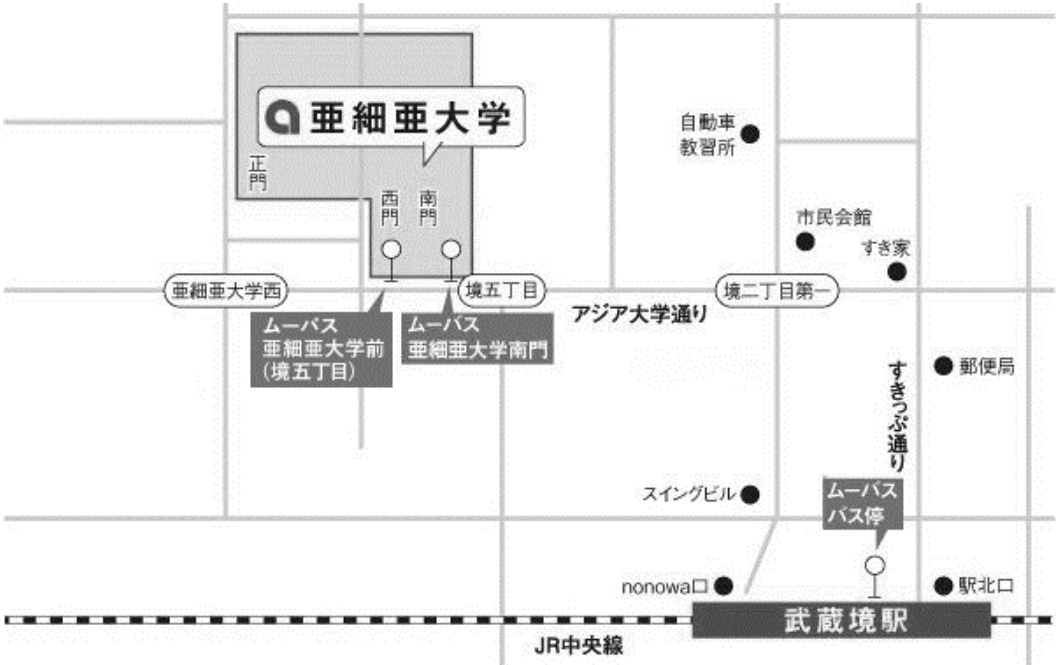 亜細亜大学
自動車
教習所
正門
西門
南門
市民会館
すき家
亜細亜大学西
境五丁目
境二丁目第一
アジア大学通り
ムーバス
亜細亜大学前
(境五丁目)
ムーバス
亜細亜大学南門
郵便局
すきっぷ通り
スイングビル
ムーバス
バス停
nonowa口
駅北口
武蔵境駅
JR中央線